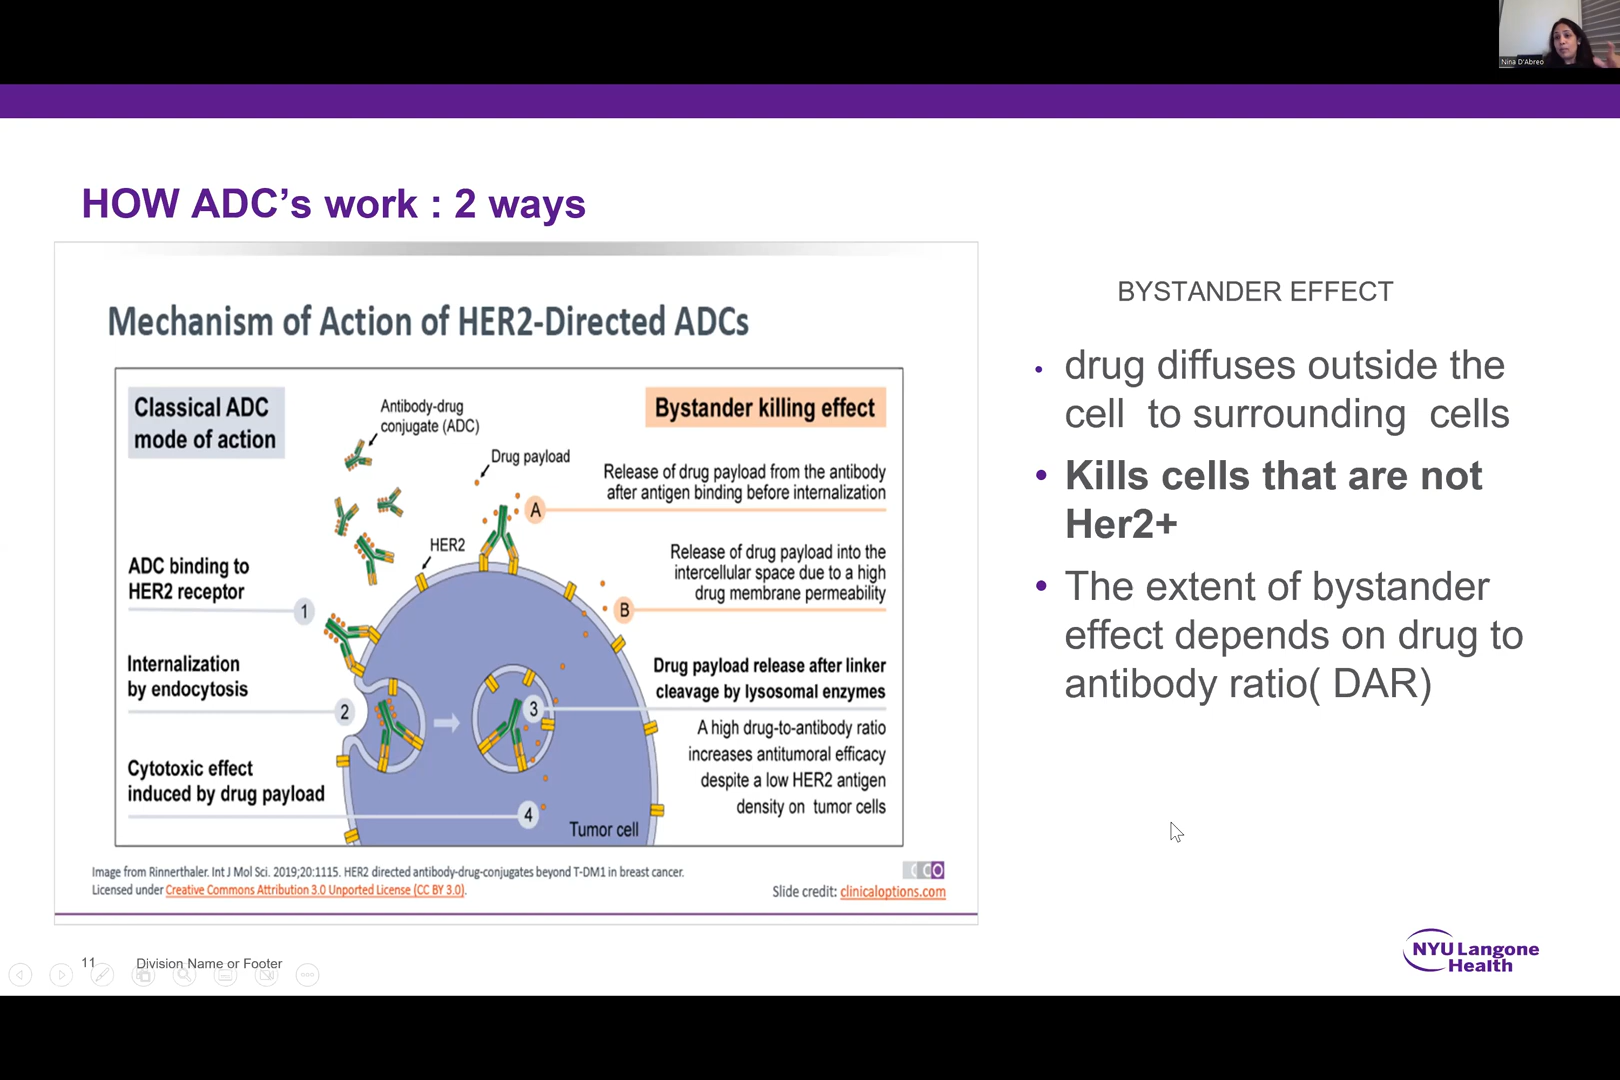 Nina D'Abreo
HOW ADC’s work : 2 ways
Mechanism of Action of HER2-Directed ADCs
Classical ADC
mode of action
Antibody-drug
conjugate (ADC)
Drug payload
HER2
ADC binding to
HER2 receptor
1
Internalization
by endocytosis
2
Cytotoxic effect
induced by drug payload
3
4
Tumor cell
Bystander killing effect
Release of drug payload from the antibody
after antigen binding before internalization
A
Release of drug payload into the
intercellular space due to a high
drug membrane permeability
B
Drug payload release after linker
cleavage by lysosomal enzymes
A high drug-to-antibody ratio
increases antitumoral efficacy
despite a low HER2 antigen
density on tumor cells
Image from Rinnerthaler. Int J Mol Sci. 2019;20:1115. HER2 directed antibody-drug-conjugates beyond T-DM1 in breast cancer.
Licensed under Creative Commons Attribution 3.0 Unported License (CC BY 3.0).
CCO
Slide credit: clinicaloptions.com
BYSTANDER EFFECT
• drug diffuses outside the
cell to surrounding cells
• Kills cells that are not
Her2+
• The extent of bystander
effect depends on drug to
antibody ratio( DAR)
11
Division Name or Footer
NYU Langone
Health